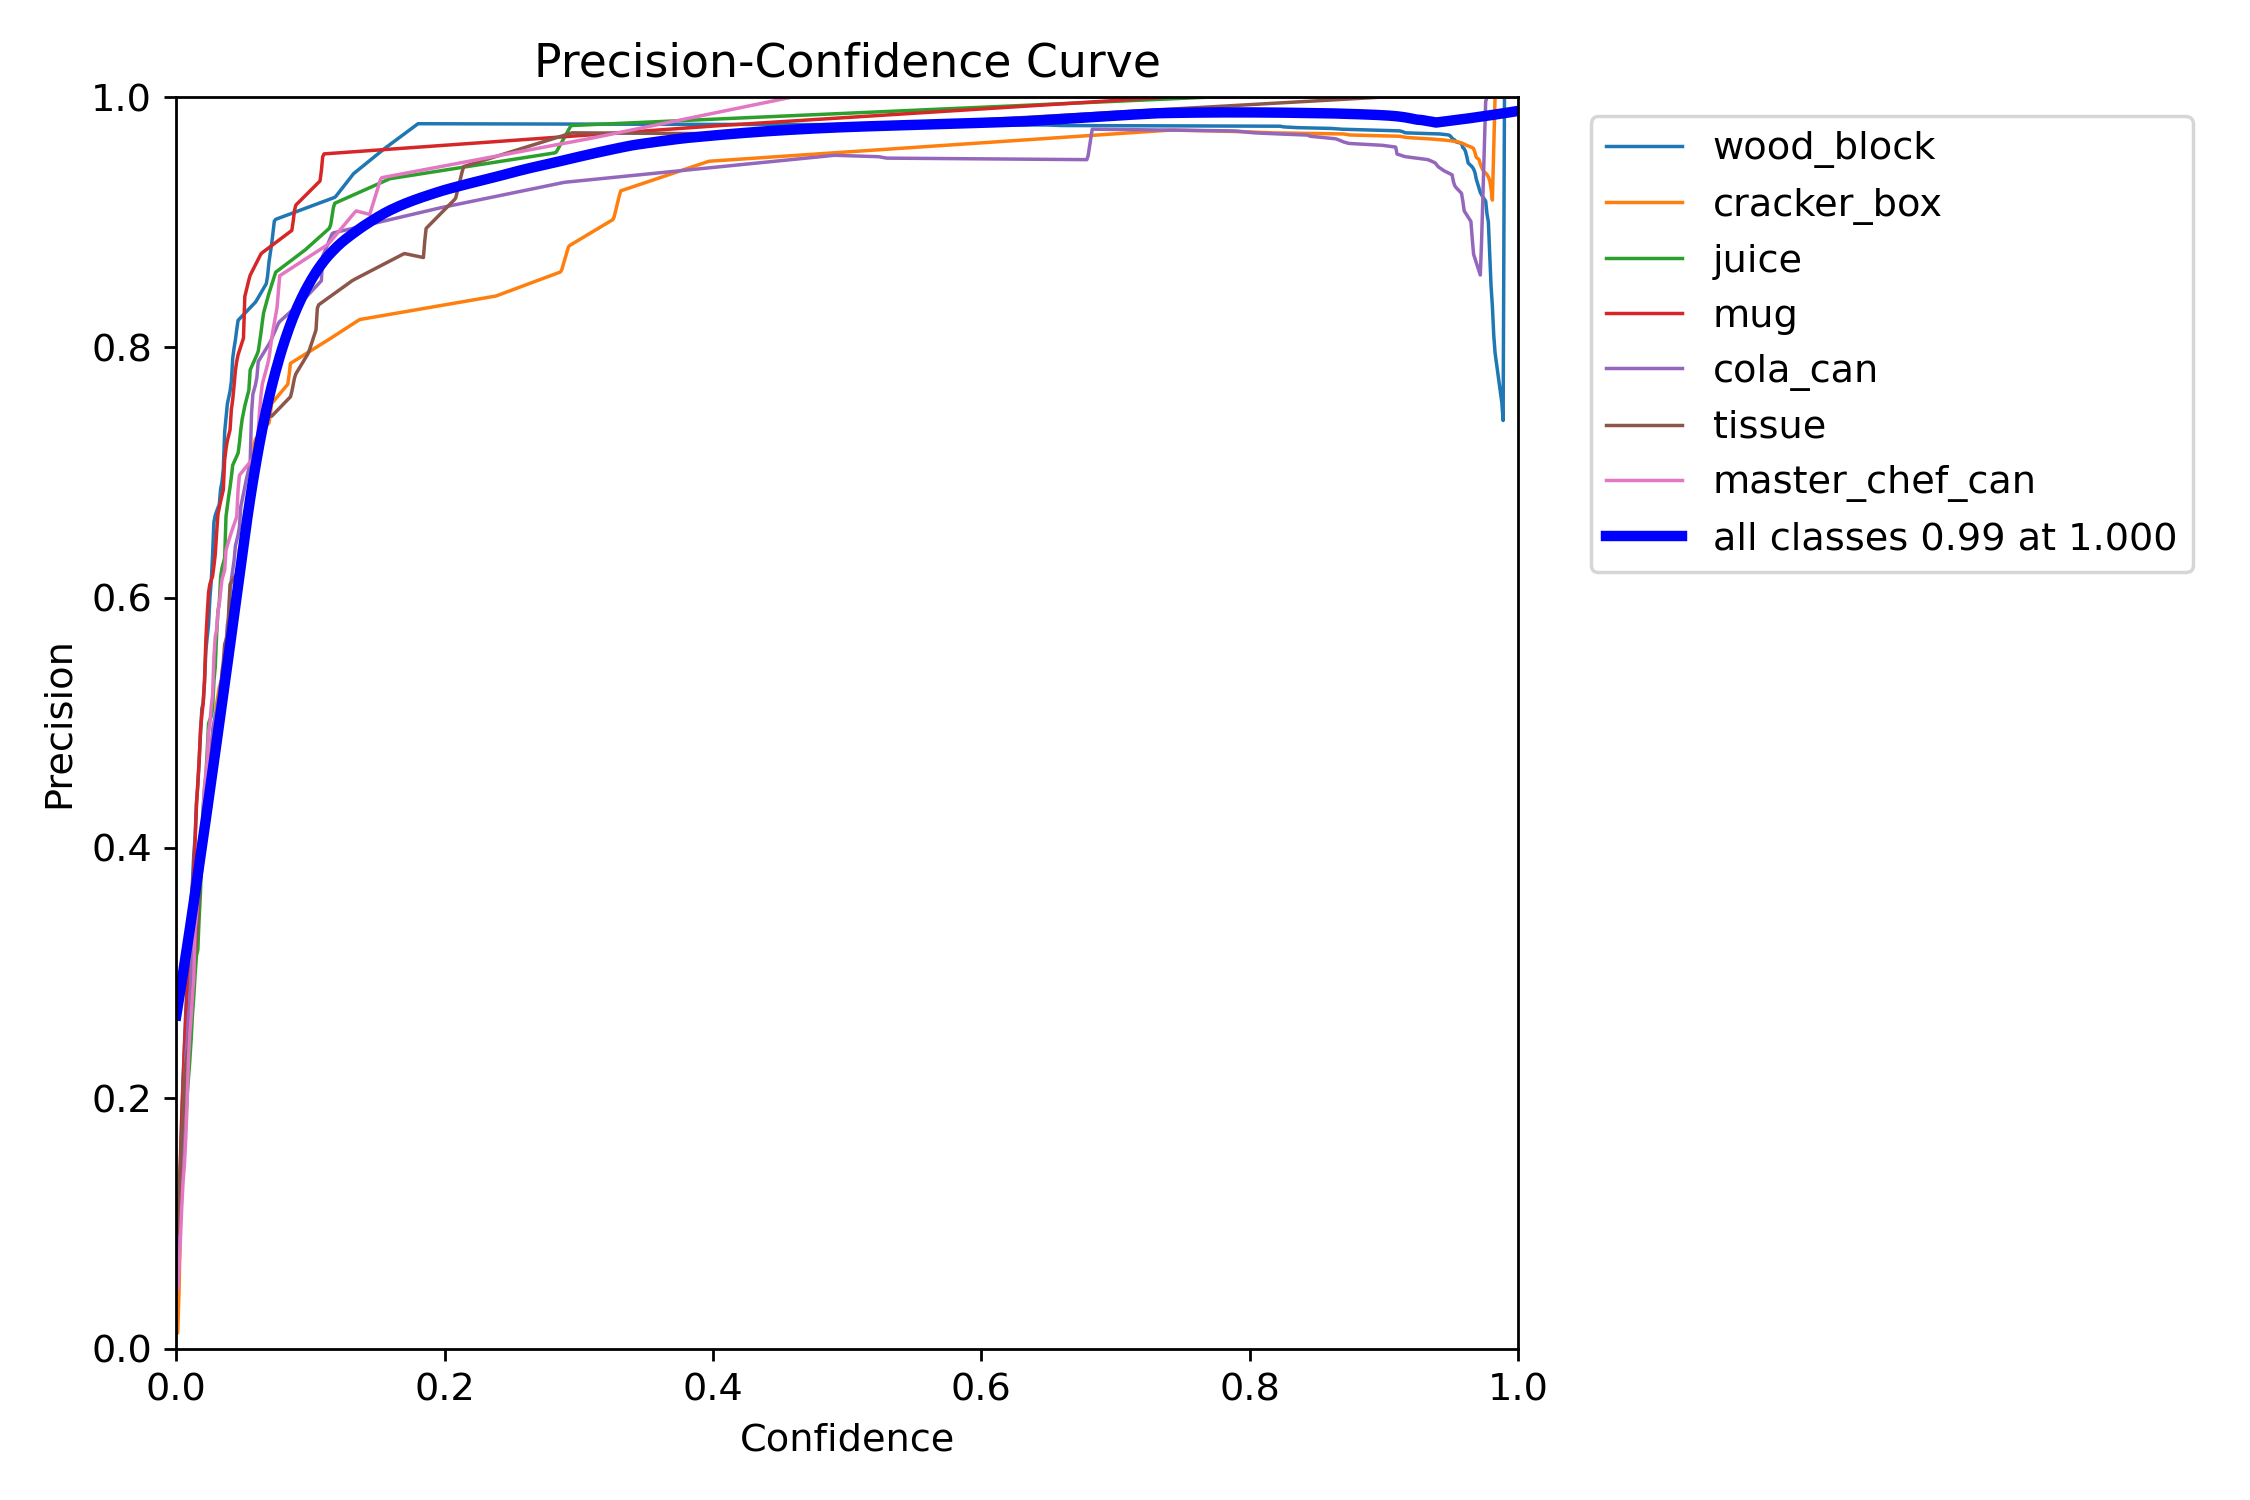 Precision-Confidence Curve
1.0
0.8
0.6
0.4
0.2
0.0
Precision
0.0 0.2 0.4 0.6 0.8 1.0
Confidence
wood_block
cracker_box
juice
mug
cola_can
tissue
master_chef_can
all classes 0.99 at 1.000